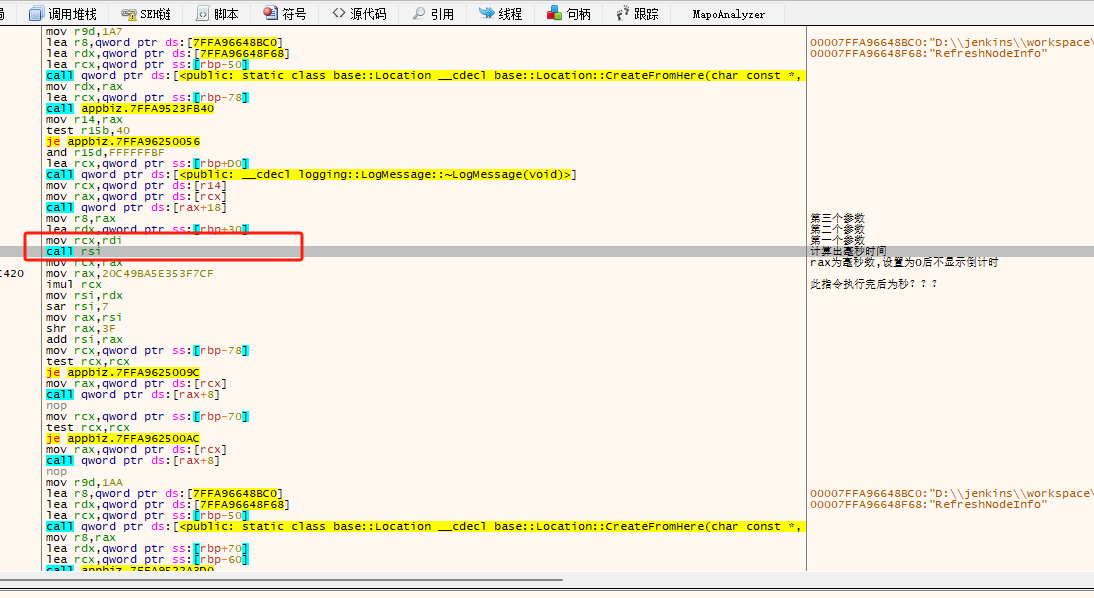 调用堆栈 SEH链 脚本 符号 源代码 引用 线程 句柄 跟踪 MapoAnalyzer
mov r9d,1A7
lea r8,qword ptr ds:[7FFA96648BC0] 00007FFA96648BC0:"D:\\jenkins\\workspace\
lea rdx,qword ptr ds:[7FFA96648F68] 00007FFA96648F68:"RefreshNodeInfo"
lea rcx,qword ptr ss:[rbp-50]
call qword ptr ds:[<public: static class base::Location __cdecl base::Location::CreateFromHere(char const *,
mov rdx,rax
lea rcx,qword ptr ss:[rbp-78]
call appbiz.7FFA9523FB40
mov r14,rax
test r15b,40
je appbiz.7FFA96250056
and r15d,FFFFFFBF
lea rcx,qword ptr ss:[rbp+D0]
call qword ptr ds:[<public: __cdecl logging::LogMessage::~LogMessage(void)>]
mov rcx,qword ptr ds:[r14]
mov rax,qword ptr ds:[rcx]
call qword ptr ds:[rax+18]
mov r8,rax 第三个参数
lea rdx,qword ptr ss:[rbp+30] 第二个参数
mov rcx,rdi 第一个参数
call rsi 计算出毫秒时间
mov rcx,rax rax为毫秒数,设置为0后不显示倒计时
C420 mov rax,20C49BA5E353F7CF
imul rcx 此指令执行完后为秒？？？
mov rsi,rdx
sar rsi,7
mov rax,rsi
shr rax,3F
add rsi,rax
mov rcx,qword ptr ss:[rbp-78]
test rcx,rcx
je appbiz.7FFA9625009C
mov rax,qword ptr ds:[rcx]
call qword ptr ds:[rax+8]
nop
mov rcx,qword ptr ss:[rbp-70]
test rcx,rcx
je appbiz.7FFA962500AC
mov rax,qword ptr ds:[rcx]
call qword ptr ds:[rax+8]
nop
mov r9d,1AA
lea r8,qword ptr ds:[7FFA96648BC0] 00007FFA96648BC0:"D:\\jenkins\\workspace\
lea rdx,qword ptr ds:[7FFA96648F68] 00007FFA96648F68:"RefreshNodeInfo"
lea rcx,qword ptr ss:[rbp-50]
call qword ptr ds:[<public: static class base::Location __cdecl base::Location::CreateFromHere(char const *,
mov r8,rax
lea rdx,qword ptr ss:[rbp+70]
lea rcx,qword ptr ss:[rbp-60]
call appbiz.7FFA9522A3D0